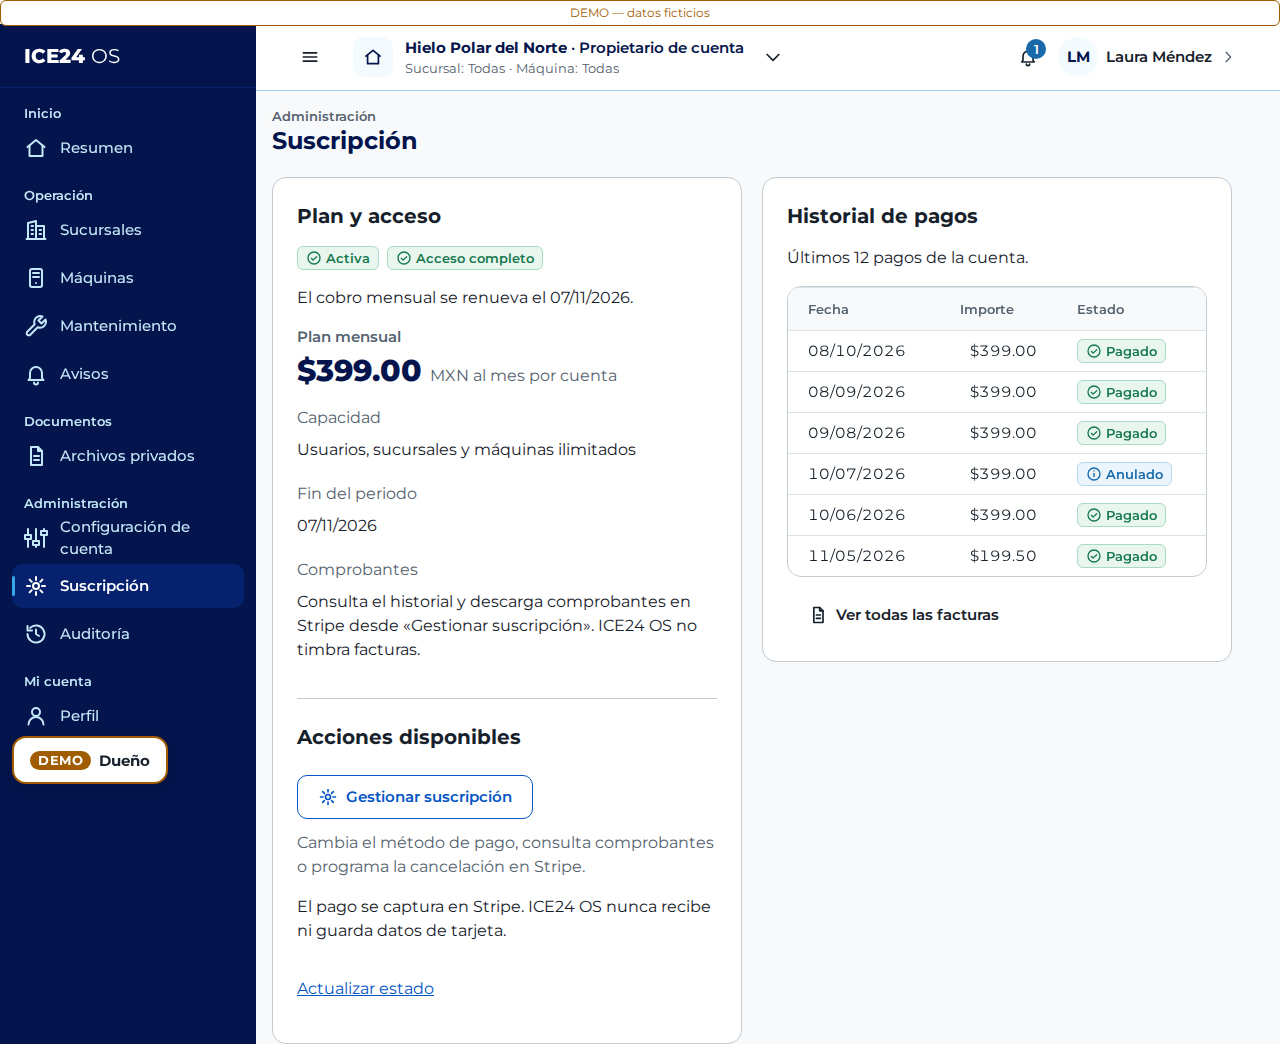 DEMO — datos ficticios
ICE24 OS
Inicio
Resumen
Operación
Sucursales
Máquinas
Mantenimiento
Avisos
Documentos
Archivos privados
Administración
Configuración de
cuenta
Suscripción
Auditoría
Mi cuenta
Perfil
DEMO Dueño
Hielo Polar del Norte · Propietario de cuenta
Sucursal: Todas · Máquina: Todas
1
LM Laura Méndez
Administración
Suscripción
Plan y acceso
Activa Acceso completo
El cobro mensual se renueva el 07/11/2026.
Plan mensual
$399.00 MXN al mes por cuenta
Capacidad
Usuarios, sucursales y máquinas ilimitados
Fin del periodo
07/11/2026
Comprobantes
Consulta el historial y descarga comprobantes en
Stripe desde «Gestionar suscripción». ICE24 OS no
timbra facturas.
Acciones disponibles
Gestionar suscripción
Cambia el método de pago, consulta comprobantes
o programa la cancelación en Stripe.
El pago se captura en Stripe. ICE24 OS nunca recibe
ni guarda datos de tarjeta.
Actualizar estado
Historial de pagos
Últimos 12 pagos de la cuenta.
Fecha Importe Estado
08/10/2026 $399.00 Pagado
08/09/2026 $399.00 Pagado
09/08/2026 $399.00 Pagado
10/07/2026 $399.00 Anulado
10/06/2026 $399.00 Pagado
11/05/2026 $199.50 Pagado
Ver todas las facturas